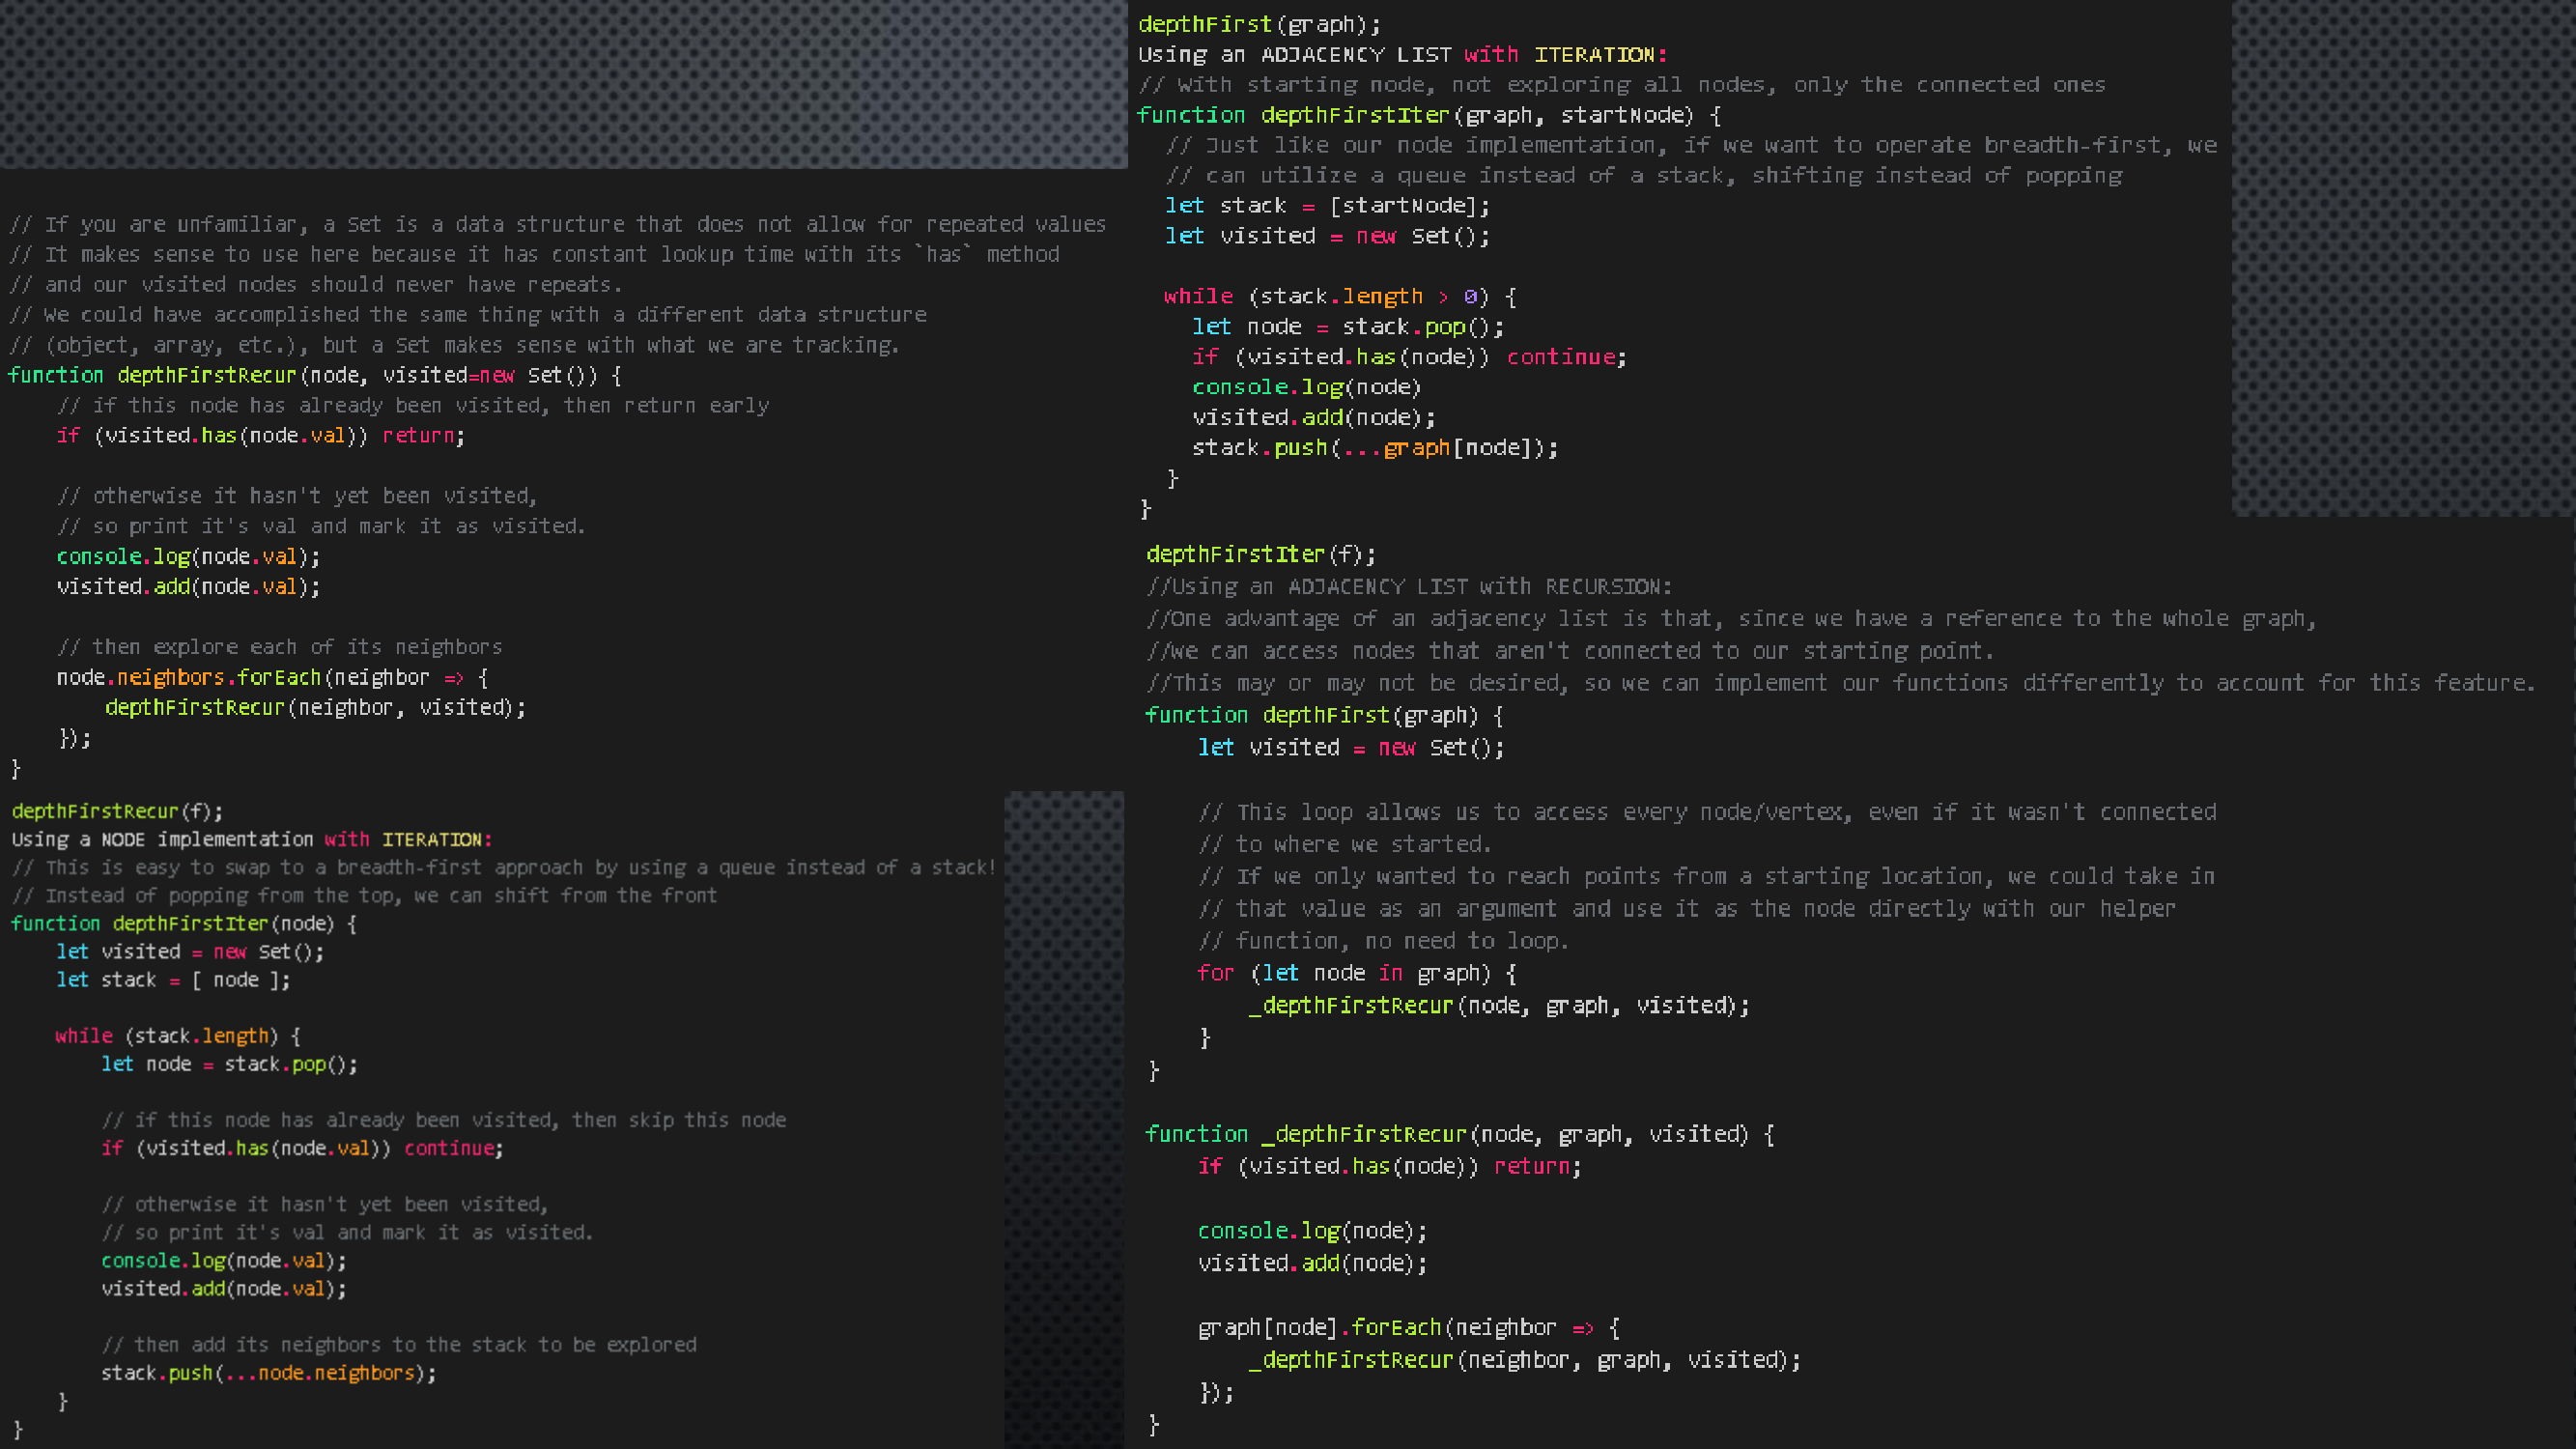 // If you are unfamiliar, a Set is a data structure that does not allow for repeated values
// It makes sense to use here because it has constant lookup time with its `has` method
// and our visited nodes should never have repeats.
// We could have accomplished the same thing with a different data structure
// (object, array, etc.), but a Set makes sense with what we are tracking.
function depthFirstRecur(node, visited=new Set()) {
    // if this node has already been visited, then return early
    if (visited.has(node.val)) return;
    // otherwise it hasn't yet been visited,
    // so print it's val and mark it as visited.
    console.log(node.val);
    visited.add(node.val);
    // then explore each of its neighbors
    node.neighbors.forEach(neighbor => {
        depthFirstRecur(neighbor, visited);
    });
}
depthFirstRecur(f);
Using a NODE implementation with ITERATION:
// This is easy to swap to a breadth-first approach by using a queue instead of a stack!
// Instead of popping from the top, we can shift from the front
function depthFirstIter(node) {
    let visited = new Set();
    let stack = [ node ];
    while (stack.length) {
        let node = stack.pop();
        // if this node has already been visited, then skip this node
        if (visited.has(node.val)) continue;
        // otherwise it hasn't yet been visited,
        // so print it's val and mark it as visited.
        console.log(node.val);
        visited.add(node.val);
        // then add its neighbors to the stack to be explored
        stack.push(...node.neighbors);
    }
}
depthFirst(graph);
Using an ADJACENCY LIST with ITERATION:
// With starting node, not exploring all nodes, only the connected ones
function depthFirstIter(graph, startNode) {
  // Just like our node implementation, if we want to operate breadth-first, we
  // can utilize a queue instead of a stack, shifting instead of popping
  let stack = [startNode];
  let visited = new Set();
  while (stack.length > 0) {
    let node = stack.pop();
    if (visited.has(node)) continue;
    console.log(node)
    visited.add(node);
    stack.push(...graph[node]);
  }
}
depthFirstIter(f);
//Using an ADJACENCY LIST with RECURSION:
//One advantage of an adjacency list is that, since we have a reference to the whole graph,
//we can access nodes that aren't connected to our starting point.
//This may or may not be desired, so we can implement our functions differently to account for this feature.
function depthFirst(graph) {
    let visited = new Set();
    // This loop allows us to access every node/vertex, even if it wasn't connected
    // to where we started.
    // If we only wanted to reach points from a starting location, we could take in
    // that value as an argument and use it as the node directly with our helper
    // function, no need to loop.
    for (let node in graph) {
        _depthFirstRecur(node, graph, visited);
    }
}
function _depthFirstRecur(node, graph, visited) {
    if (visited.has(node)) return;
    console.log(node);
    visited.add(node);
    graph[node].forEach(neighbor => {
        _depthFirstRecur(neighbor, graph, visited);
    });
}